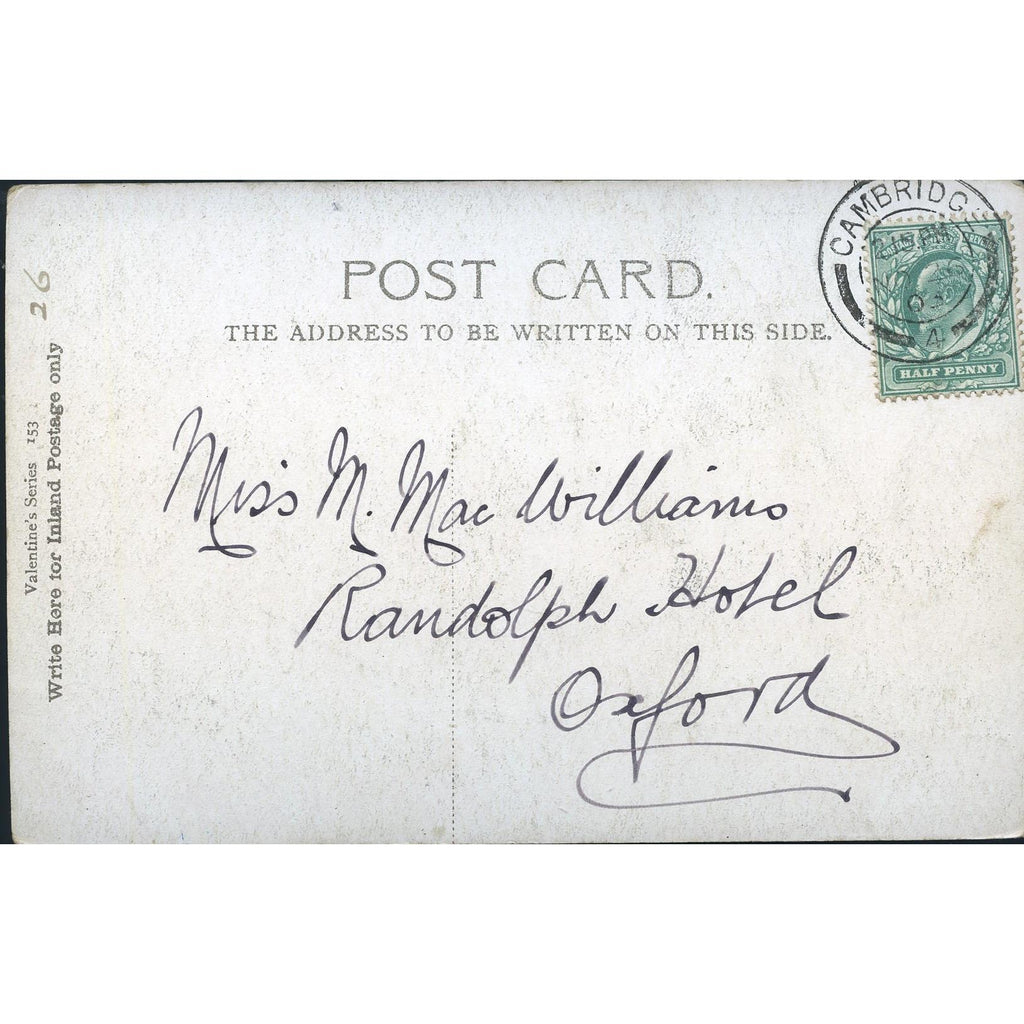 POST CARD.
THE ADDRESS TO BE WRITTEN ON THIS SIDE.
CAMBRIDG
4
HALF PENNY
26
Valentine's Series 153
Write Here for Inland Postage only
Miss M. Mac Williams
Randolph Hotel
Oxford